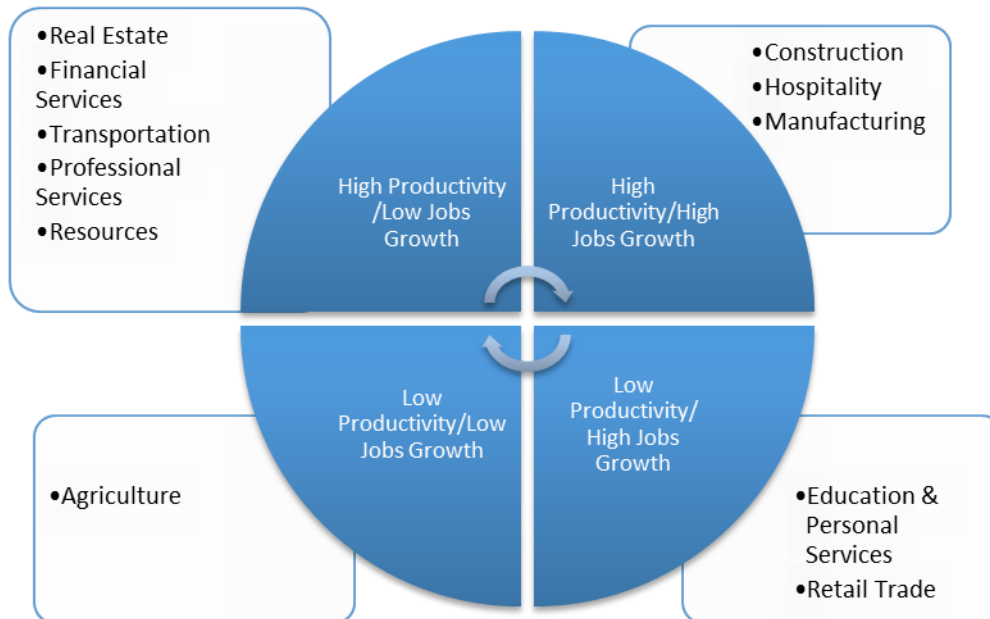 •Real Estate
•Financial
Services
•Transportation
•Professional
Services
•Resources
•Construction
•Hospitality
•Manufacturing
High Productivity
/Low Jobs
Growth
High
Productivity/High
Jobs Growth
Low
Productivity/Low
Jobs Growth
Low
Productivity/
High Jobs
Growth
•Agriculture
•Education &
Personal
Services
•Retail Trade